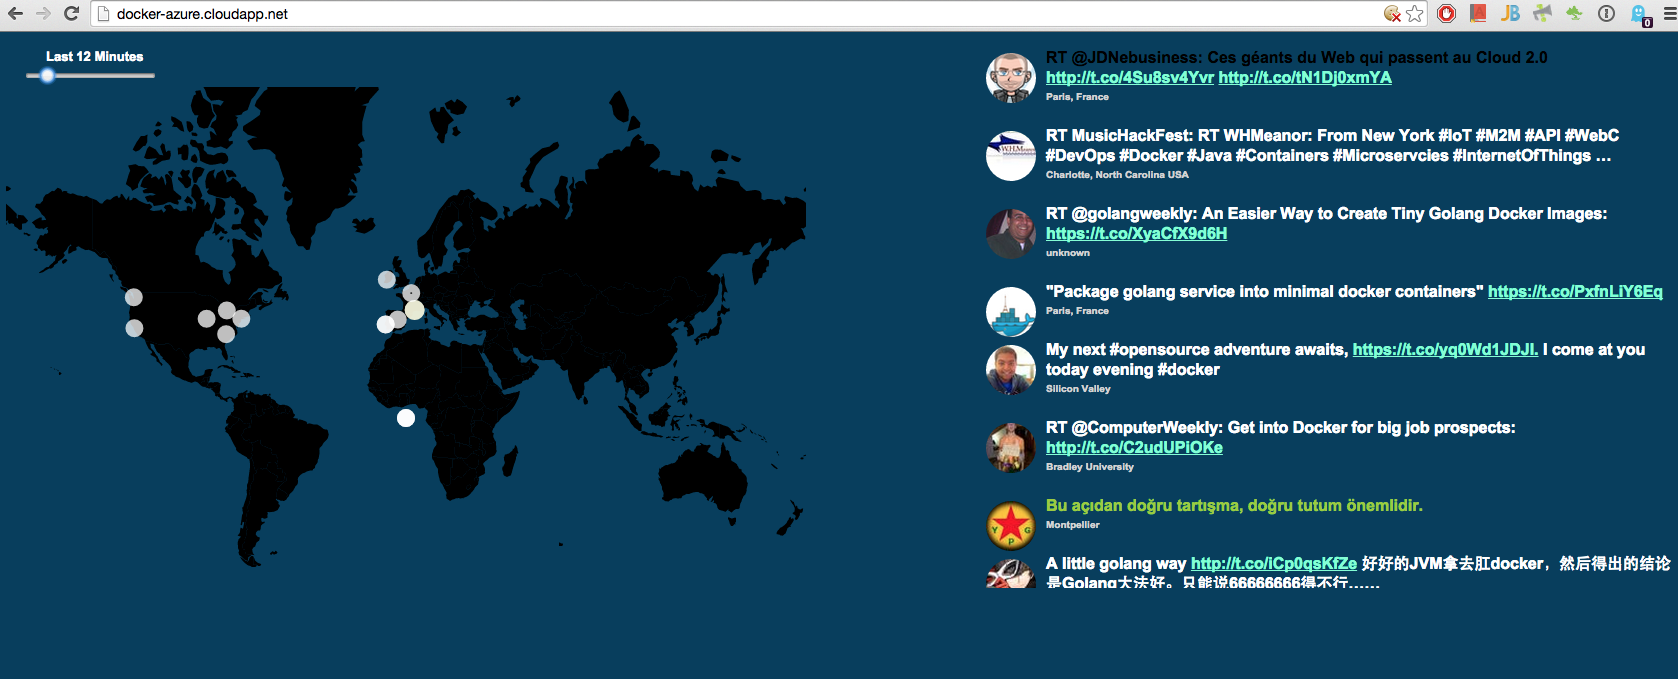 docker-azure.cloudapp.net
0
Last 12 Minutes
RT @JDNebusiness: Ces géants du Web qui passent au Cloud 2.0
http://t.co/4Su8sv4Yvr http://t.co/tN1Dj0xmYA
Paris, France
RT MusicHackFest: RT WHMeanor: From New York #IoT #M2M #API #WebC
#DevOps #Docker #Java #Containers #Microservcies #InternetOfThings …
Charlotte, North Carolina USA
RT @golangweekly: An Easier Way to Create Tiny Golang Docker Images:
https://t.co/XyaCfX9d6H
unknown
"Package golang service into minimal docker containers" https://t.co/PxfnLiY6Eq
Paris, France
My next #opensource adventure awaits, https://t.co/yq0Wd1JDJI. I come at you
today evening #docker
Silicon Valley
RT @ComputerWeekly: Get into Docker for big job prospects:
http://t.co/C2udUPiOKe
Bradley University
Bu açıdan doğru tartışma, doğru tutum önemlidir.
Montpellier
Y P G
A little golang way http://t.co/iCp0qsKfZe 好好的JVM拿去肛docker，然后得出的结论
是Golang大法好。只能说66666666得不行……